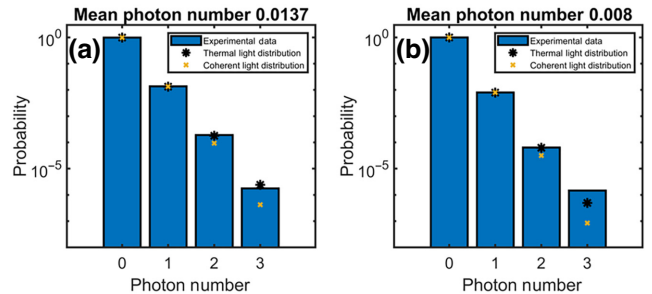 Mean photon number 0.0137
(a)
Experimental data
Thermal light distribution
Coherent light distribution
Probability
10^0
10^-5
0 1 2 3
Photon number
Mean photon number 0.008
(b)
Experimental data
Thermal light distribution
Coherent light distribution
Probability
10^0
10^-5
0 1 2 3
Photon number